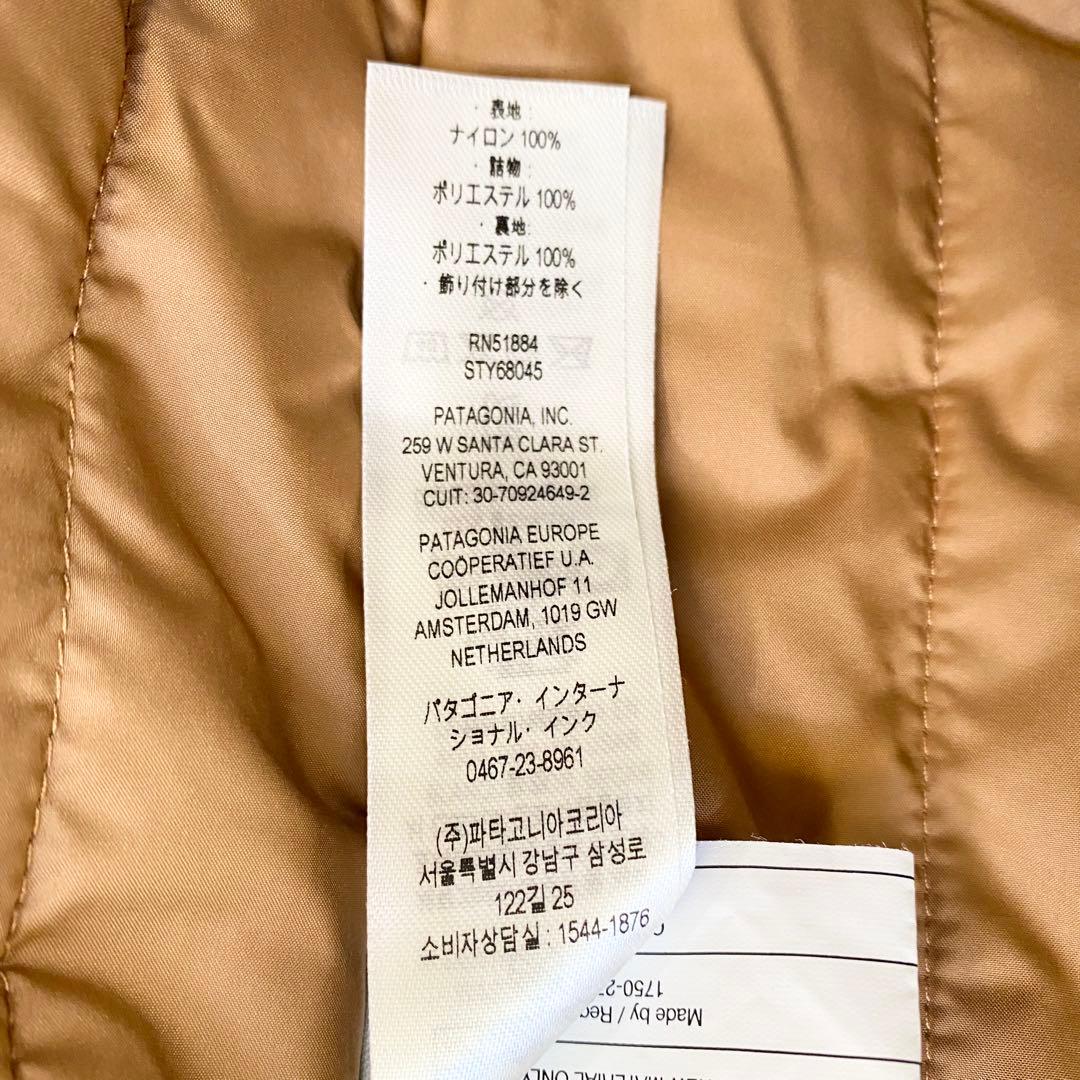 ・表地:
ナイロン 100%
・詰物:
ポリエステル 100%
・裏地:
ポリエステル 100%
・飾り付け部分を除く
RN51884
STY68045
PATAGONIA, INC.
259 W SANTA CLARA ST.
VENTURA, CA 93001
CUIT: 30-70924649-2
PATAGONIA EUROPE
COÖPERATIEF U.A.
JOLLEMANHOF 11
AMSTERDAM, 1019 GW
NETHERLANDS
パタゴニア・インターナ
ショナル・インク
0467-23-8961
(주)파타고니아코리아
서울특별시 강남구 삼성로
122길 25
소비자상담실 : 1544-1876
1750-2
Made by /
MATERIAL ONLY